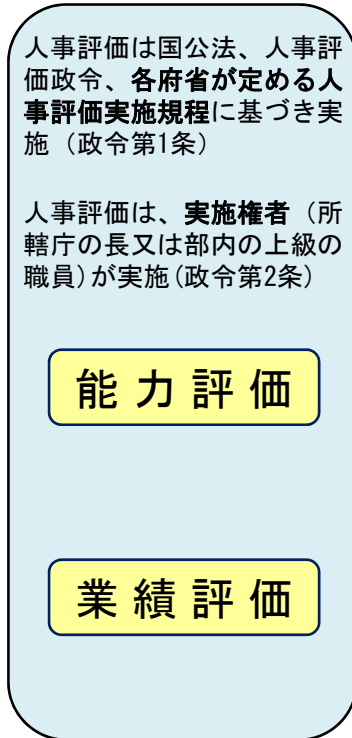 人事評価は国公法、人事評
価政令、各府省が定める人
事評価実施規程に基づき実
施（政令第1条）
人事評価は、実施権者（所
轄庁の長又は部内の上級の
職員）が実施（政令第2条）
能力評価
業績評価